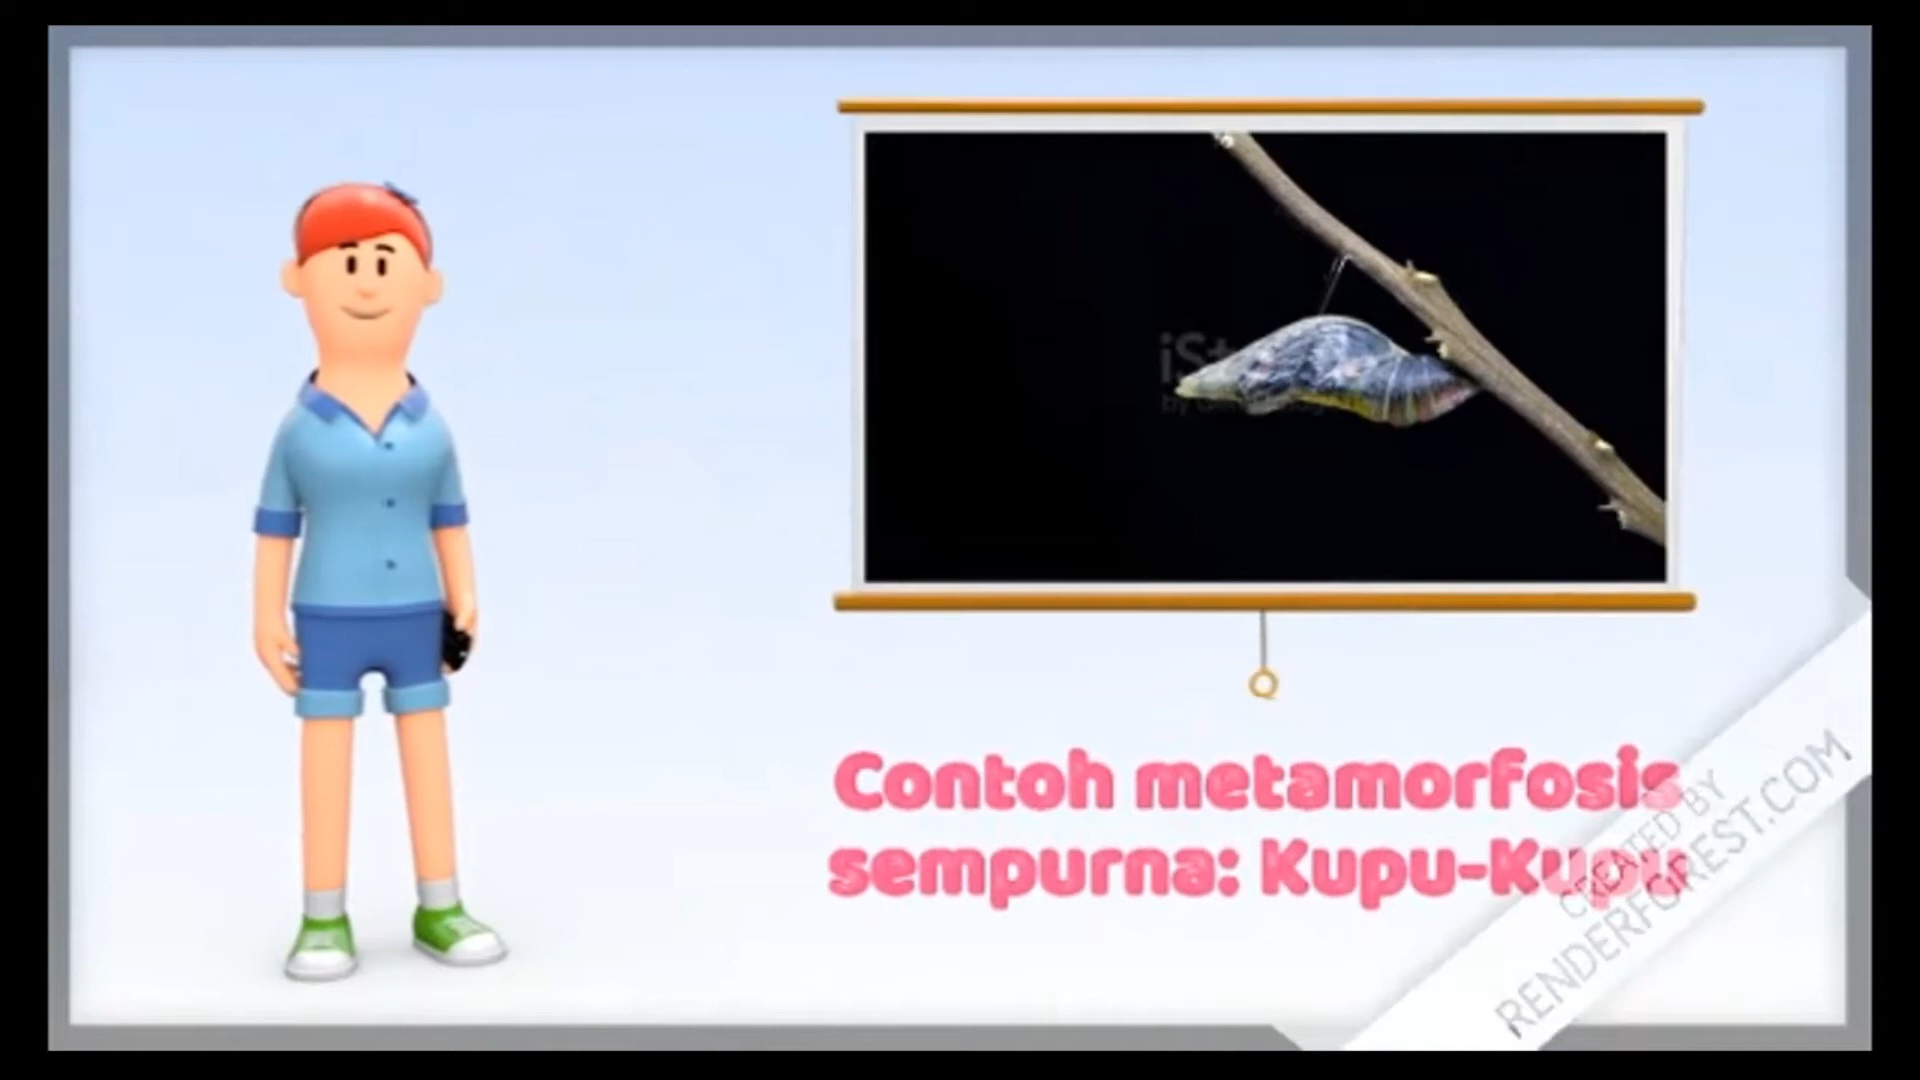 Contoh metamorfosis
sempurna: Kupu-Kupu
CREATED BY
RENDERFOREST.COM